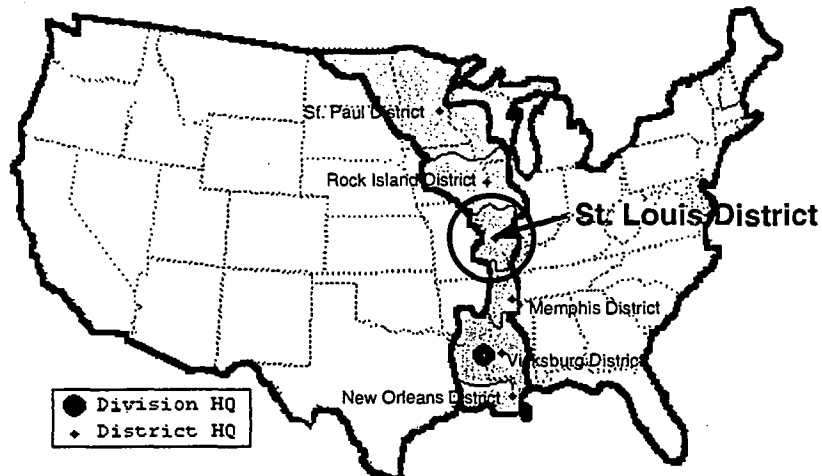 St. Paul District
Rock Island District
St. Louis District
Memphis District
Vicksburg District
New Orleans District
Division HQ
District HQ